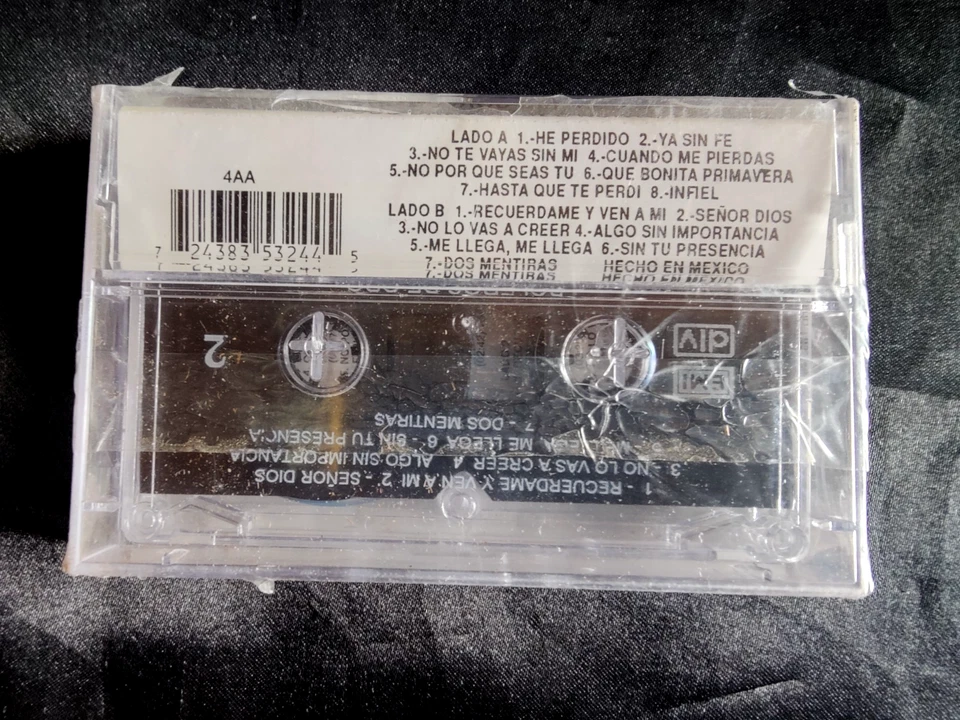 LADO A 1.-HE PERDIDO 2.-YA SIN FE
3.-NO TE VAYAS SIN MI 4.-CUANDO ME PIERDAS
5.-NO POR QUE SEAS TU 6.-QUE BONITA PRIMAVERA
7.-HASTA QUE TE PERDI 8.-INFIEL
4AA
LADO B 1.-RECUERDAME Y VEN A MI 2.-SEÑOR DIOS
3.-NO LO VAS A CREER 4.-ALGO SIN IMPORTANCIA
5.-ME LLEGA, ME LLEGA 6.-SIN TU PRESENCIA
7.-DOS MENTIRAS HECHO EN MEXICO
7 24383 53244 5
2
EMI
1 - RECUERDAME Y VEN A MI 2 - SEÑOR DIOS
3 - NO LO VAS A CREER 4 ALGO SIN IMPORTANCIA
ME LLEGA 6 - SIN TU PRESENCIA
7 - DOS MENTIRAS